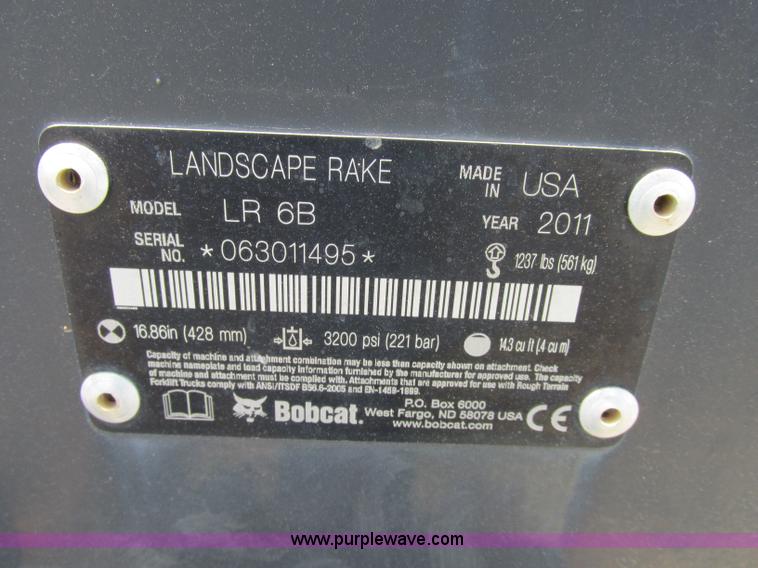 LANDSCAPE RAKE
MADE IN USA
MODEL LR 6B
YEAR 2011
SERIAL NO. *063011495*
1237 lbs (561 kg)
16.86in (428 mm)
3200 psi (221 bar)
14.3 cu ft (.4 cu m)
Capacity of machine and attachment combination may be less than capacity shown on attachment. Check
machine nameplate and load capacity information furnished by the manufacturer for approved use. The capacity
of machine and attachment must be complied with. Attachments that are approved for use with Rough Terrain
Forklift Trucks comply with ANSI/ITSDF B56.6-2005 and EN-1459-1999.
Bobcat.
P.O. Box 6000
West Fargo, ND 58078 USA
www.bobcat.com
CE
www.purplewave.com